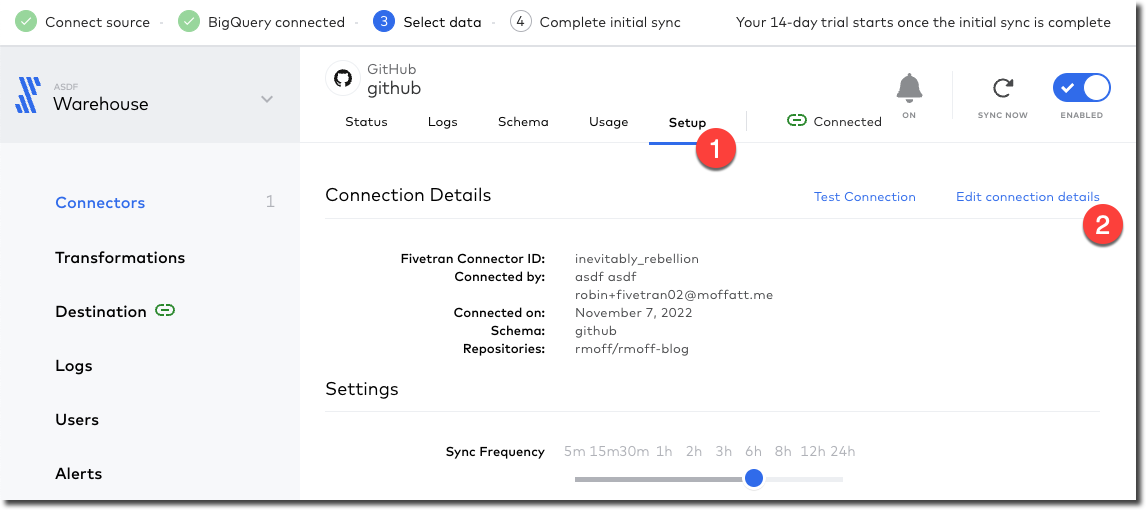 Connect source
BigQuery connected
3 Select data
4 Complete initial sync
Your 14-day trial starts once the initial sync is complete
ASDF
Warehouse
GitHub
github
ON
SYNC NOW
ENABLED
Status Logs Schema Usage Setup Connected
1
Connectors 1
Transformations
Destination
Logs
Users
Alerts
Connection Details
Test Connection Edit connection details
2
Fivetran Connector ID: inevitably_rebellion
Connected by: asdf asdf
robin+fivetran02@moffatt.me
Connected on: November 7, 2022
Schema: github
Repositories: rmoff/rmoff-blog
Settings
Sync Frequency 5m 15m 30m 1h 2h 3h 6h 8h 12h 24h